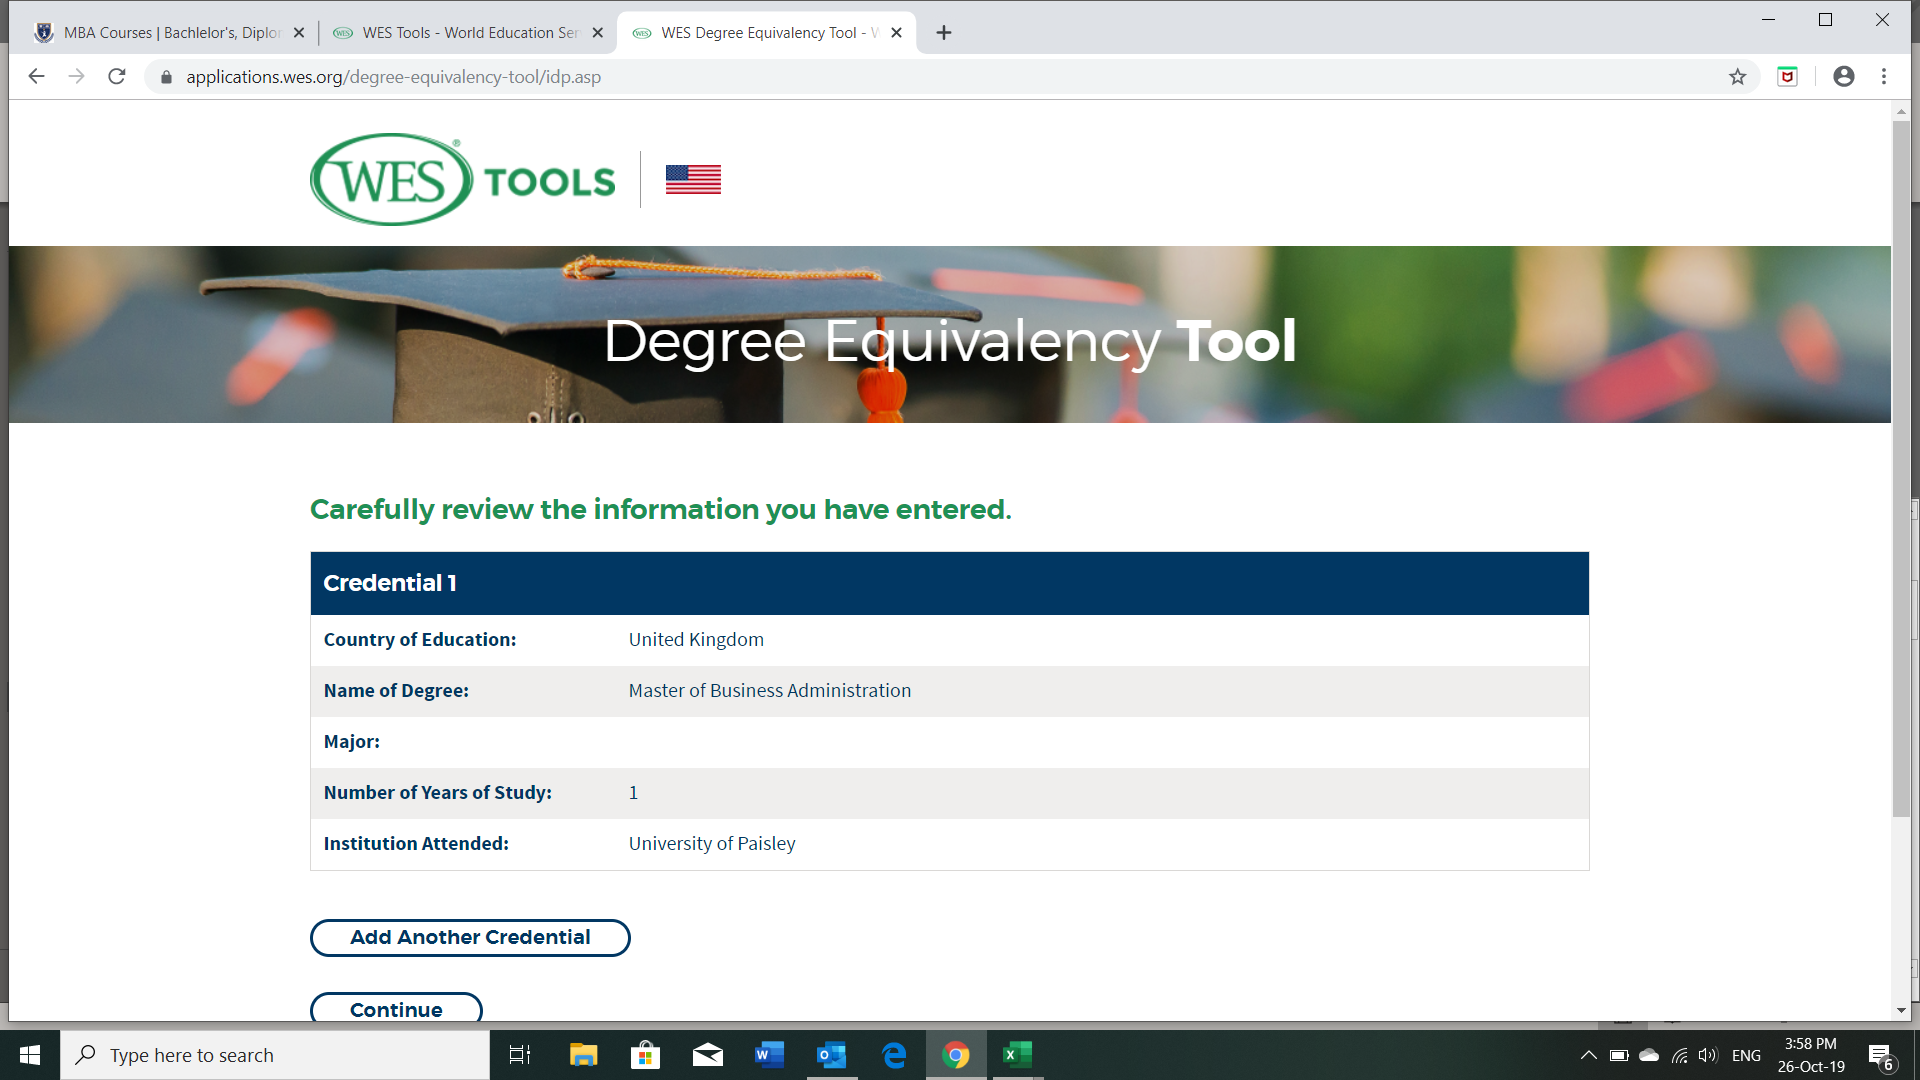 MBA Courses | Bachlelor's, Diplo
WES Tools - World Education Ser
WES Degree Equivalency Tool - W
applications.wes.org/degree-equivalency-tool/idp.asp
WES® TOOLS
Degree Equivalency Tool
Carefully review the information you have entered.
Credential 1
Country of Education: United Kingdom
Name of Degree: Master of Business Administration
Major:
Number of Years of Study: 1
Institution Attended: University of Paisley
Add Another Credential
Continue
Type here to search
ENG
3:58 PM
26-Oct-19
6